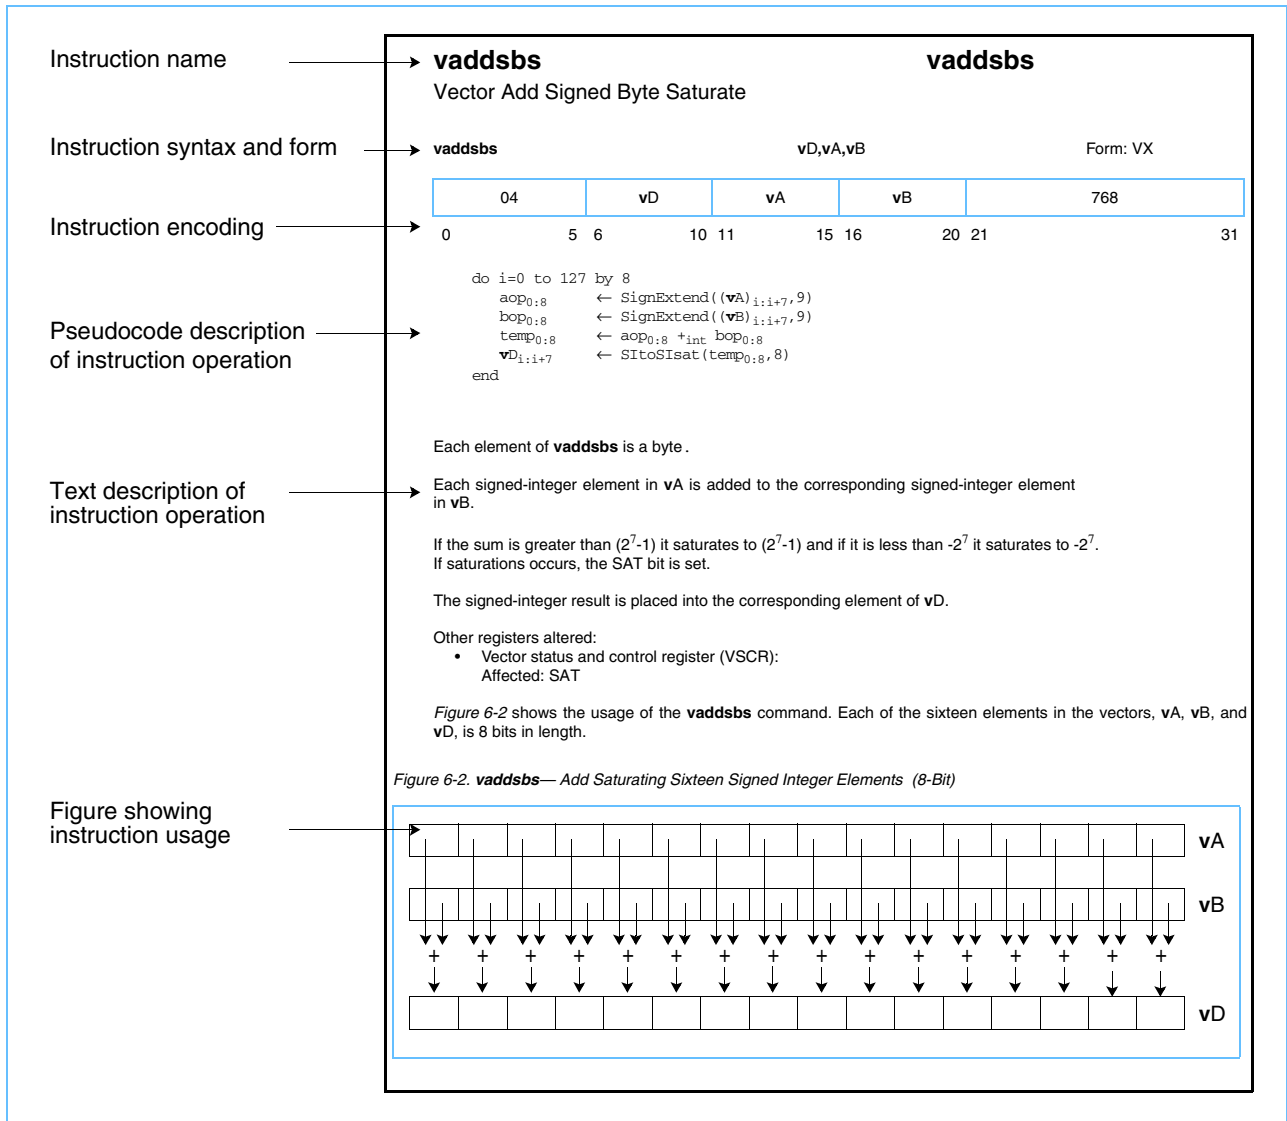 Instruction name
vaddsbs vaddsbs
Vector Add Signed Byte Saturate
Instruction syntax and form
vaddsbs vD,vA,vB Form: VX
04 vD vA vB 768
Instruction encoding
0 5 6 10 11 15 16 20 21 31
do i=0 to 127 by 8
aop0:8 ← SignExtend((vA)i:i+7,9)
bop0:8 ← SignExtend((vB)i:i+7,9)
temp0:8 ← aop0:8 +int bop0:8
vDi:i+7 ← SItoSIsat(temp0:8,8)
end
Pseudocode description
of instruction operation
Each element of vaddsbs is a byte.
Text description of
instruction operation
Each signed-integer element in vA is added to the corresponding signed-integer element
in vB.
If the sum is greater than (2^7-1) it saturates to (2^7-1) and if it is less than -2^7 it saturates to -2^7.
If saturations occurs, the SAT bit is set.
The signed-integer result is placed into the corresponding element of vD.
Other registers altered:
• Vector status and control register (VSCR):
Affected: SAT
Figure 6-2 shows the usage of the vaddsbs command. Each of the sixteen elements in the vectors, vA, vB, and
vD, is 8 bits in length.
Figure 6-2. vaddsbs— Add Saturating Sixteen Signed Integer Elements (8-Bit)
Figure showing
instruction usage
vA
vB
+ + + + + + + + + + + + + + + +
vD